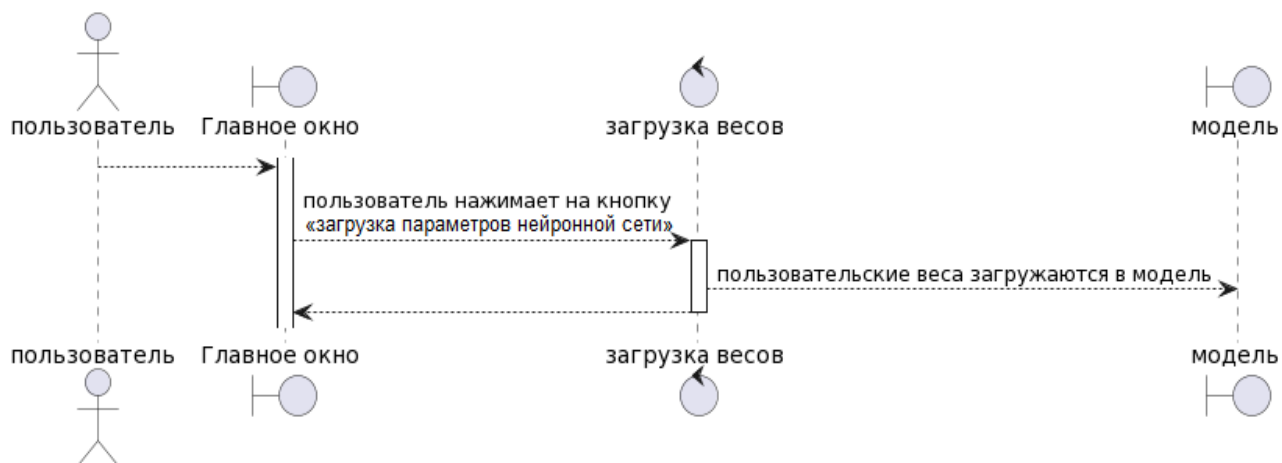 пользователь Главное окно загрузка весов модель
пользователь нажимает на кнопку
«загрузка параметров нейронной сети»
пользовательские веса загружаются в модель
пользователь Главное окно загрузка весов модель